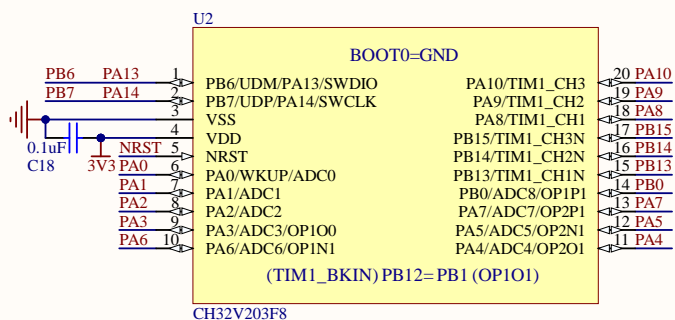 U2
BOOT0=GND
PB6 PA13 1 PB6/UDM/PA13/SWDIO PA10/TIM1_CH3 20 PA10
PB7 PA14 2 PB7/UDP/PA14/SWCLK PA9/TIM1_CH2 19 PA9
3 VSS PA8/TIM1_CH1 18 PA8
4 VDD PB15/TIM1_CH3N 17 PB15
0.1uF
C18
3V3
NRST 5 NRST PB14/TIM1_CH2N 16 PB14
PA0 6 PA0/WKUP/ADC0 PB13/TIM1_CH1N 15 PB13
PA1 7 PA1/ADC1 PB0/ADC8/OP1P1 14 PB0
PA2 8 PA2/ADC2 PA7/ADC7/OP2P1 13 PA7
PA3 9 PA3/ADC3/OP1O0 PA5/ADC5/OP2N1 12 PA5
PA6 10 PA6/ADC6/OP1N1 PA4/ADC4/OP2O1 11 PA4
(TIM1_BKIN) PB12=PB1 (OP1O1)
CH32V203F8